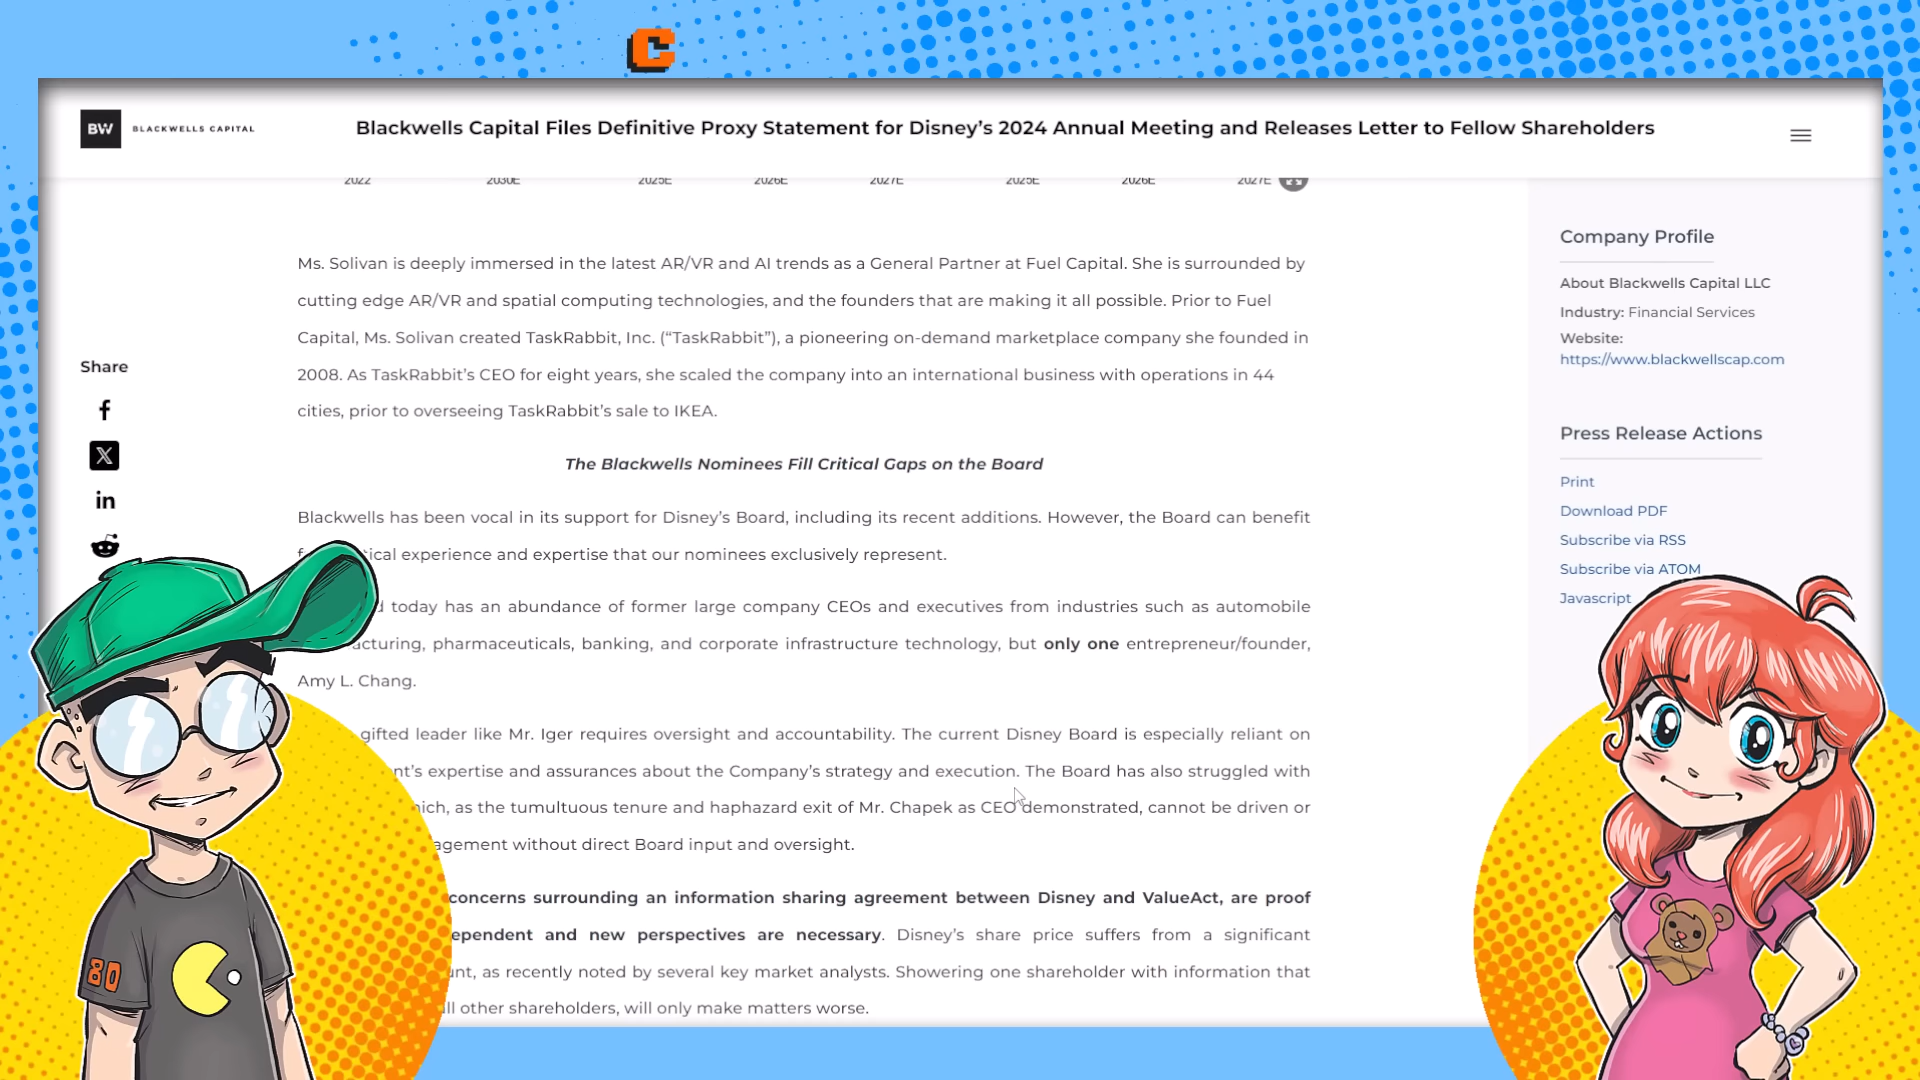 C
BW BLACKWELLS CAPITAL
Blackwells Capital Files Definitive Proxy Statement for Disney’s 2024 Annual Meeting and Releases Letter to Fellow Shareholders
2022 2030E 2025E 2026E 2027E 2025E 2026E 2027E
Ms. Solivan is deeply immersed in the latest AR/VR and AI trends as a General Partner at Fuel Capital. She is surrounded by
cutting edge AR/VR and spatial computing technologies, and the founders that are making it all possible. Prior to Fuel
Capital, Ms. Solivan created TaskRabbit, Inc. (“TaskRabbit”), a pioneering on-demand marketplace company she founded in
2008. As TaskRabbit’s CEO for eight years, she scaled the company into an international business with operations in 44
cities, prior to overseeing TaskRabbit’s sale to IKEA.
The Blackwells Nominees Fill Critical Gaps on the Board
Blackwells has been vocal in its support for Disney’s Board, including its recent additions. However, the Board can benefit
experience and expertise that our nominees exclusively represent.
today has an abundance of former large company CEOs and executives from industries such as automobile
pharmaceuticals, banking, and corporate infrastructure technology, but only one entrepreneur/founder,
Amy L. Chang.
gifted leader like Mr. Iger requires oversight and accountability. The current Disney Board is especially reliant on
expertise and assurances about the Company’s strategy and execution. The Board has also struggled with
as the tumultuous tenure and haphazard exit of Mr. Chapek as CEO demonstrated, cannot be driven or
without direct Board input and oversight.
concerns surrounding an information sharing agreement between Disney and ValueAct, are proof
and new perspectives are necessary. Disney’s share price suffers from a significant
as recently noted by several key market analysts. Showering one shareholder with information that
other shareholders, will only make matters worse.
Share
f
X
in
Company Profile
About Blackwells Capital LLC
Industry: Financial Services
Website:
https://www.blackwellscap.com
Press Release Actions
Print
Download PDF
Subscribe via RSS
Subscribe via ATOM
Javascript
80